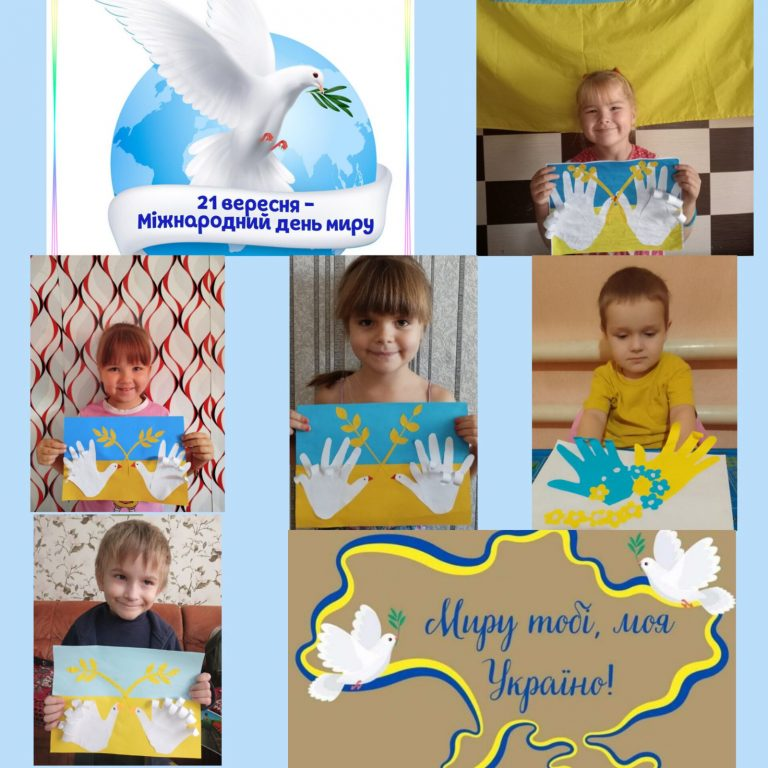 21 вересня –
Міжнародний день миру
Миру тобі, моя
Україно!